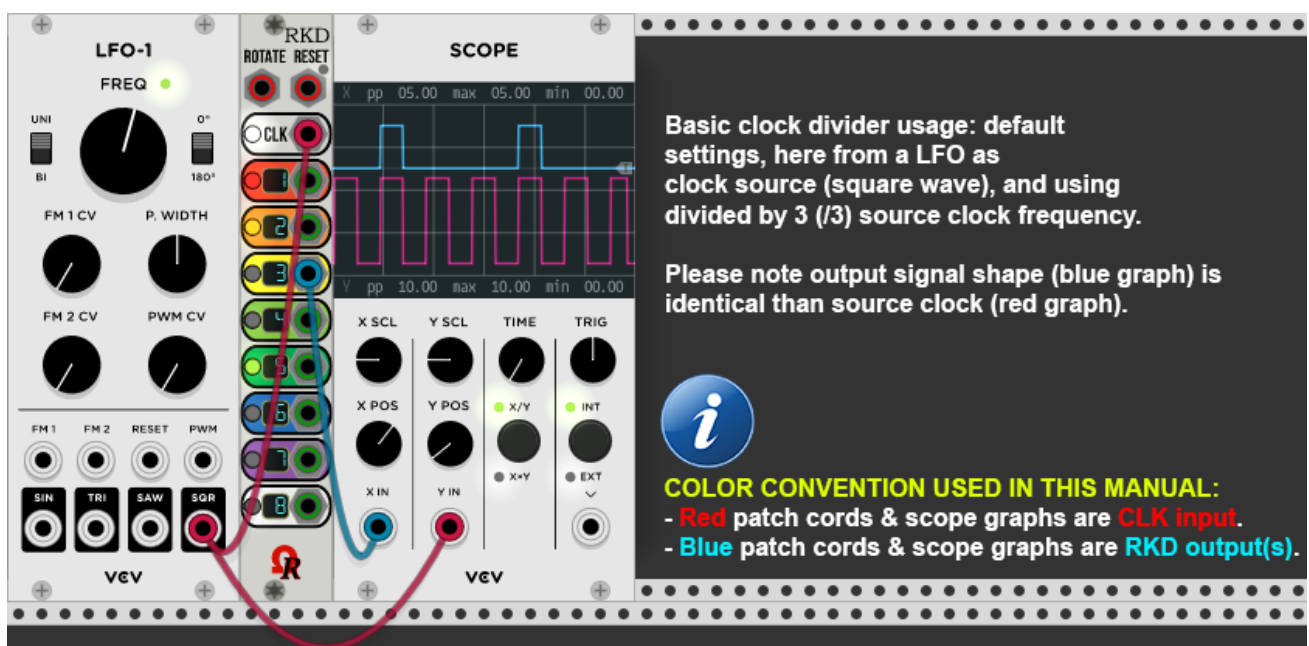 LFO-1
RKD
SCOPE
ROTATE RESET
FREQ
X pp 05.00 max 05.00 min 00.00
UNI
0°
CLK
BI
180°
1
FM 1 CV
P. WIDTH
2
3
Y pp 10.00 max 10.00 min 00.00
FM 2 CV
PWM CV
4
X SCL
Y SCL
TIME
TRIG
5
X POS
Y POS
X/Y
INT
6
FM 1
FM 2
RESET
PWM
7
X×Y
EXT
SIN
TRI
SAW
SQR
8
X IN
Y IN
VCV
ΩR
VCV
Basic clock divider usage: default
settings, here from a LFO as
clock source (square wave), and using
divided by 3 (/3) source clock frequency.
Please note output signal shape (blue graph) is
identical than source clock (red graph).
i
COLOR CONVENTION USED IN THIS MANUAL:
- Red patch cords & scope graphs are CLK input.
- Blue patch cords & scope graphs are RKD output(s).